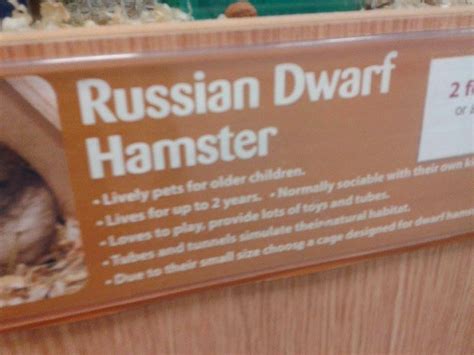 Russian Dwarf
Hamster
• Lively pets for older children.
• Lives for up to 2 years. • Normally sociable with their own
• Loves to play, provide lots of toys and tubes.
• Tubes and tunnels simulate their natural habitat.
• Due to their small size choose a cage designed for dwarf
2
or